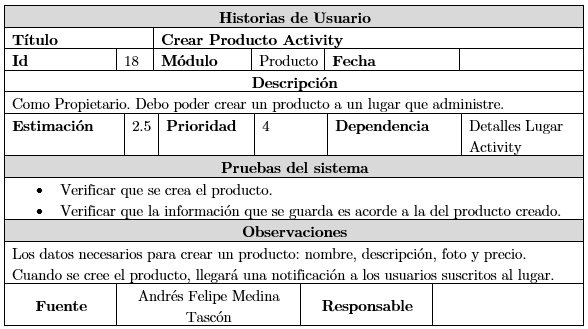 Historias de Usuario
Título Crear Producto Activity
Id 18 Módulo Producto Fecha
Descripción
Como Propietario. Debo poder crear un producto a un lugar que administre.
Estimación 2.5 Prioridad 4 Dependencia Detalles Lugar
Activity
Pruebas del sistema
• Verificar que se crea el producto.
• Verificar que la información que se guarda es acorde a la del producto creado.
Observaciones
Los datos necesarios para crear un producto: nombre, descripción, foto y precio.
Cuando se cree el producto, llegará una notificación a los usuarios suscritos al lugar.
Fuente Andrés Felipe Medina Responsable
Tascón